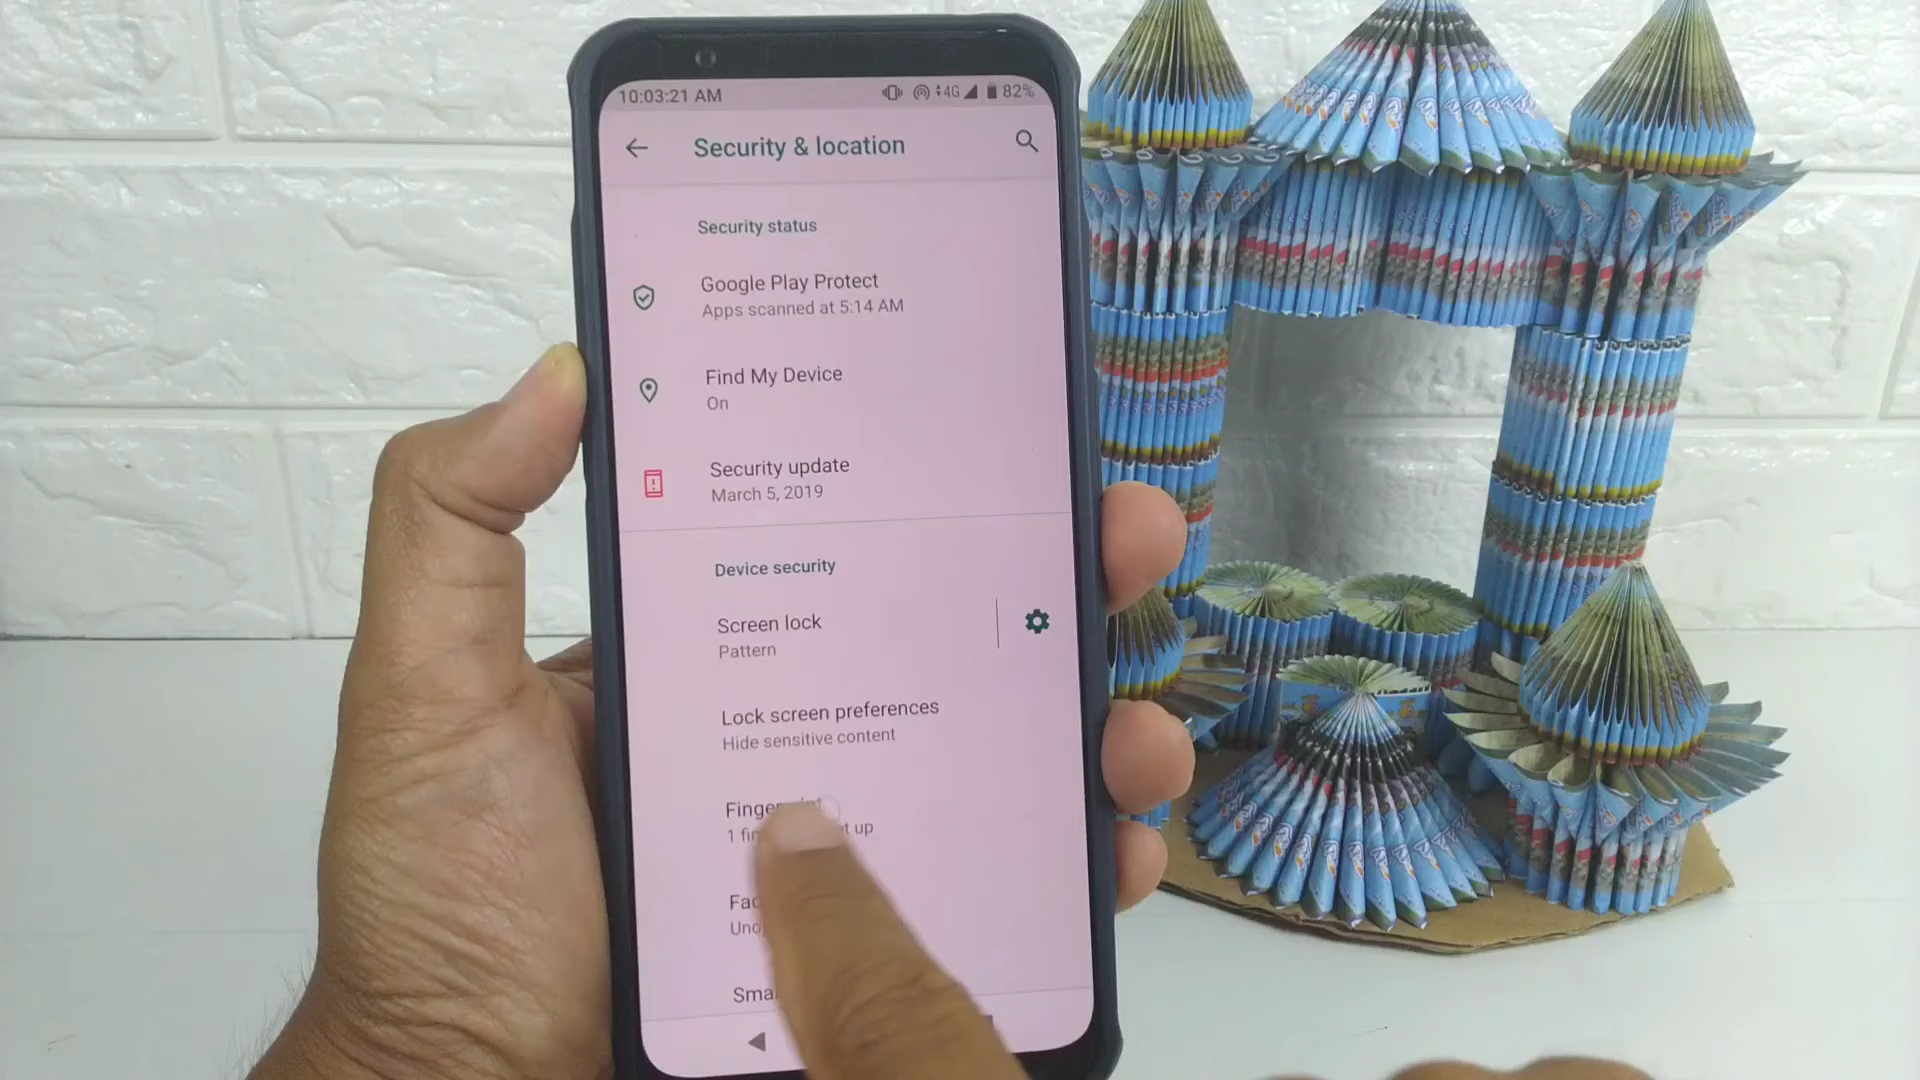 10:03:21 AM 4G 82%
Security & location
Security status
Google Play Protect
Apps scanned at 5:14 AM
Find My Device
On
Security update
March 5, 2019
Device security
Screen lock
Pattern
Lock screen preferences
Hide sensitive content
1 up